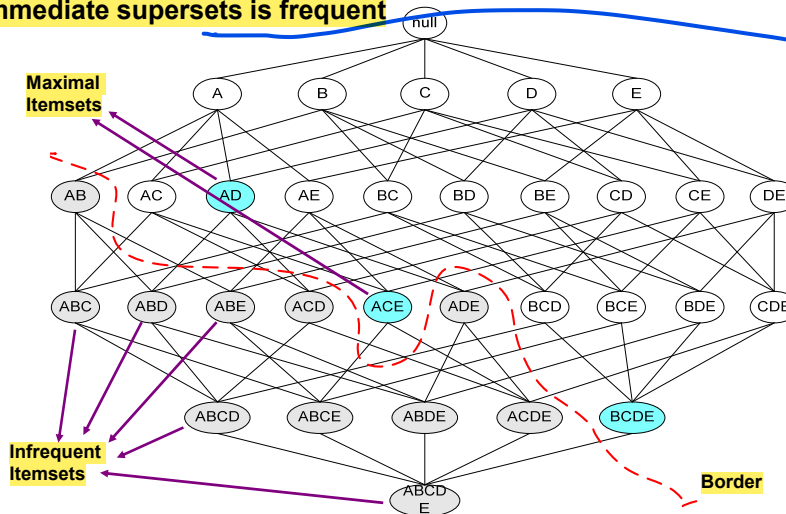 mmediate supersets is frequent
null
Maximal
Itemsets
A B C D E
AB AC AD AE BC BD BE CD CE DE
ABC ABD ABE ACD ACE ADE BCD BCE BDE CDE
ABCD ABCE ABDE ACDE BCDE
Infrequent
Itemsets
Border
ABCD
E